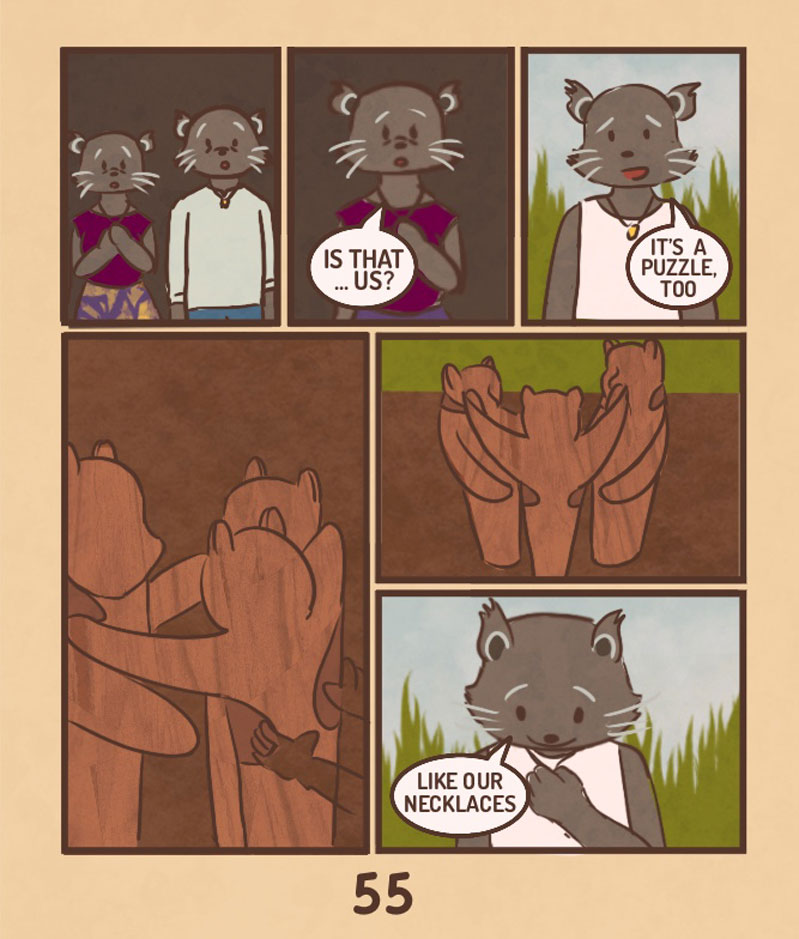 IS THAT
... US?
IT'S A
PUZZLE,
TOO
LIKE OUR
NECKLACES
55